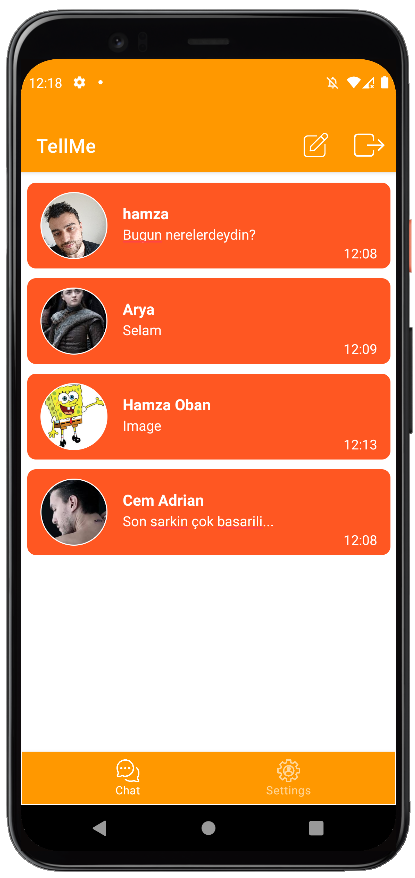 12:18
TellMe
hamza
Bugun nerelerdeydin?
12:08
Arya
Selam
12:09
Hamza Oban
Image
12:13
Cem Adrian
Son sarkin çok basarili...
12:08
Chat
Settings